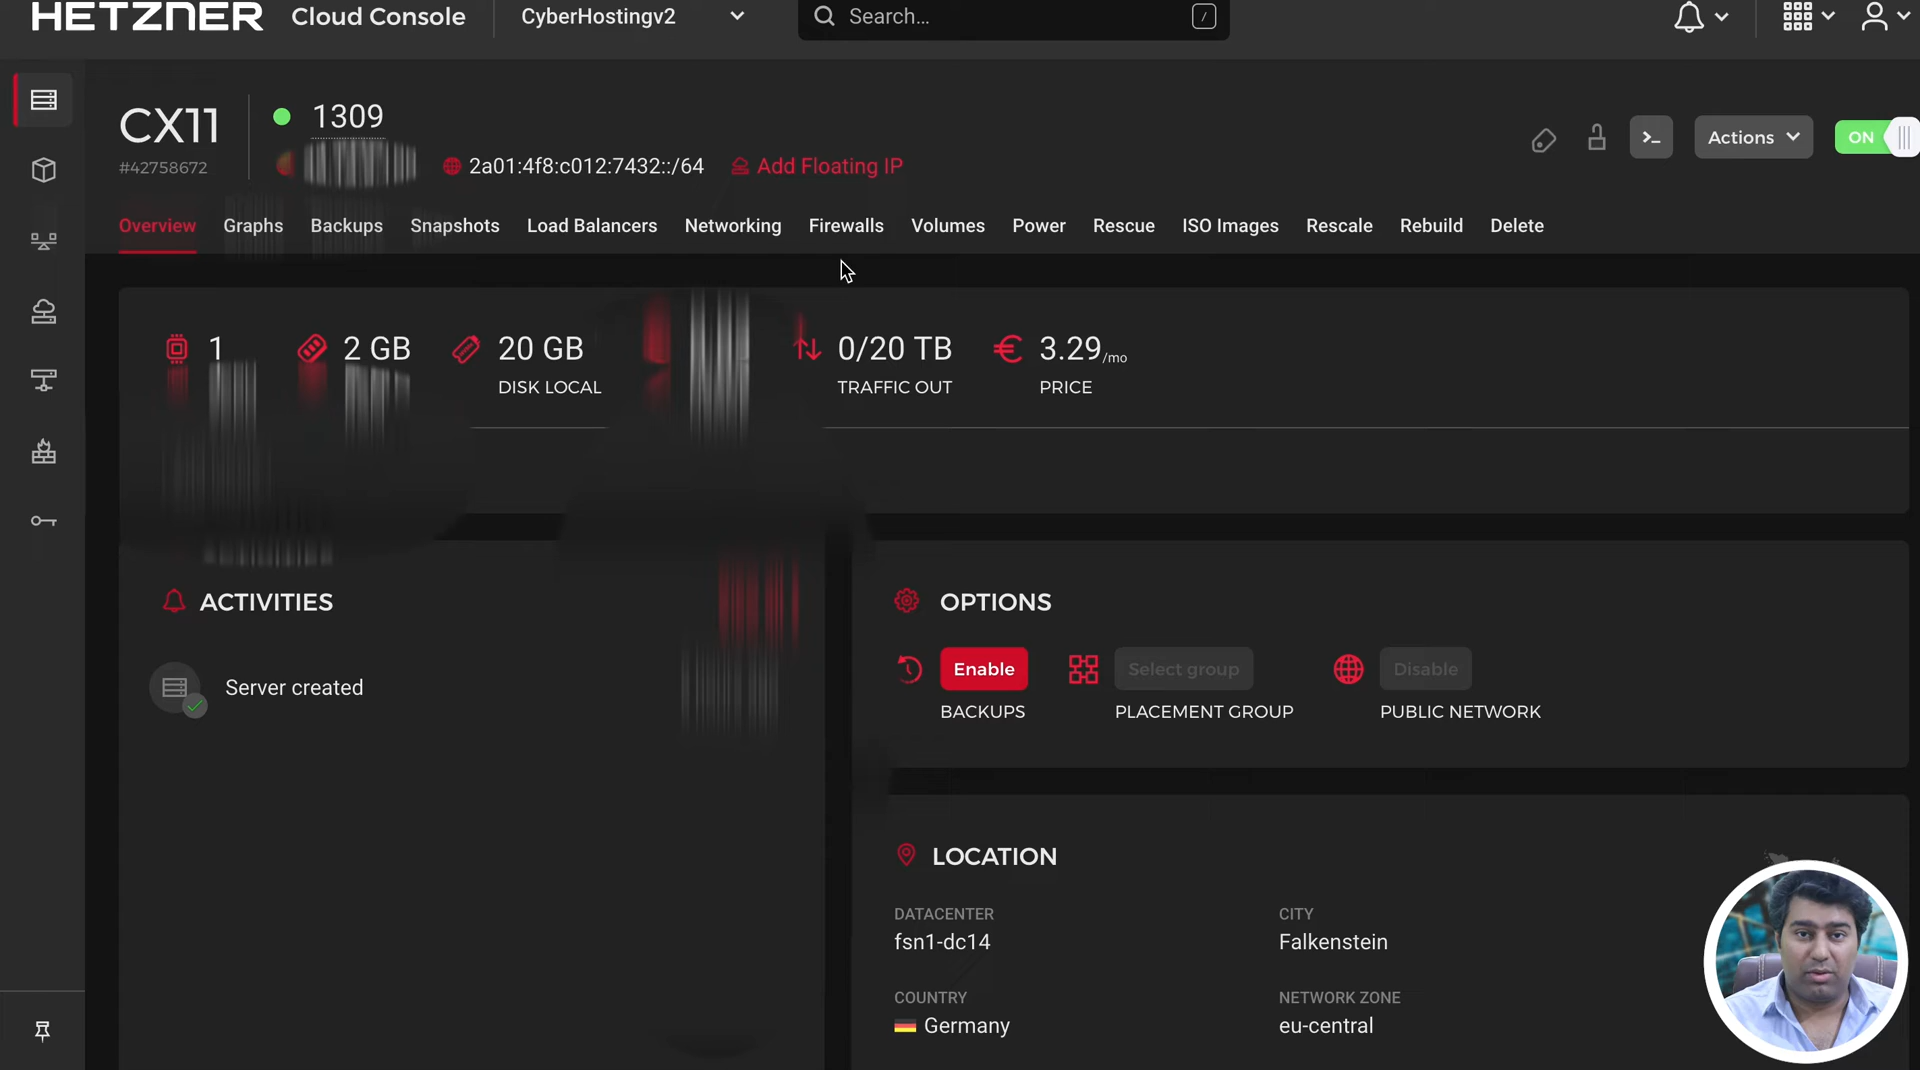 HETZNER Cloud Console CyberHostingv2 Search... /
CX11 1309 Actions ON
#42758672 2a01:4f8:c012:7432::/64 Add Floating IP
Overview Graphs Backups Snapshots Load Balancers Networking Firewalls Volumes Power Rescue ISO Images Rescale Rebuild Delete
1 2 GB 20 GB 0/20 TB € 3.29/mo
DISK LOCAL TRAFFIC OUT PRICE
ACTIVITIES
Server created
OPTIONS
Enable Select group Disable
BACKUPS PLACEMENT GROUP PUBLIC NETWORK
LOCATION
DATACENTER CITY
fsn1-dc14 Falkenstein
COUNTRY NETWORK ZONE
Germany eu-central